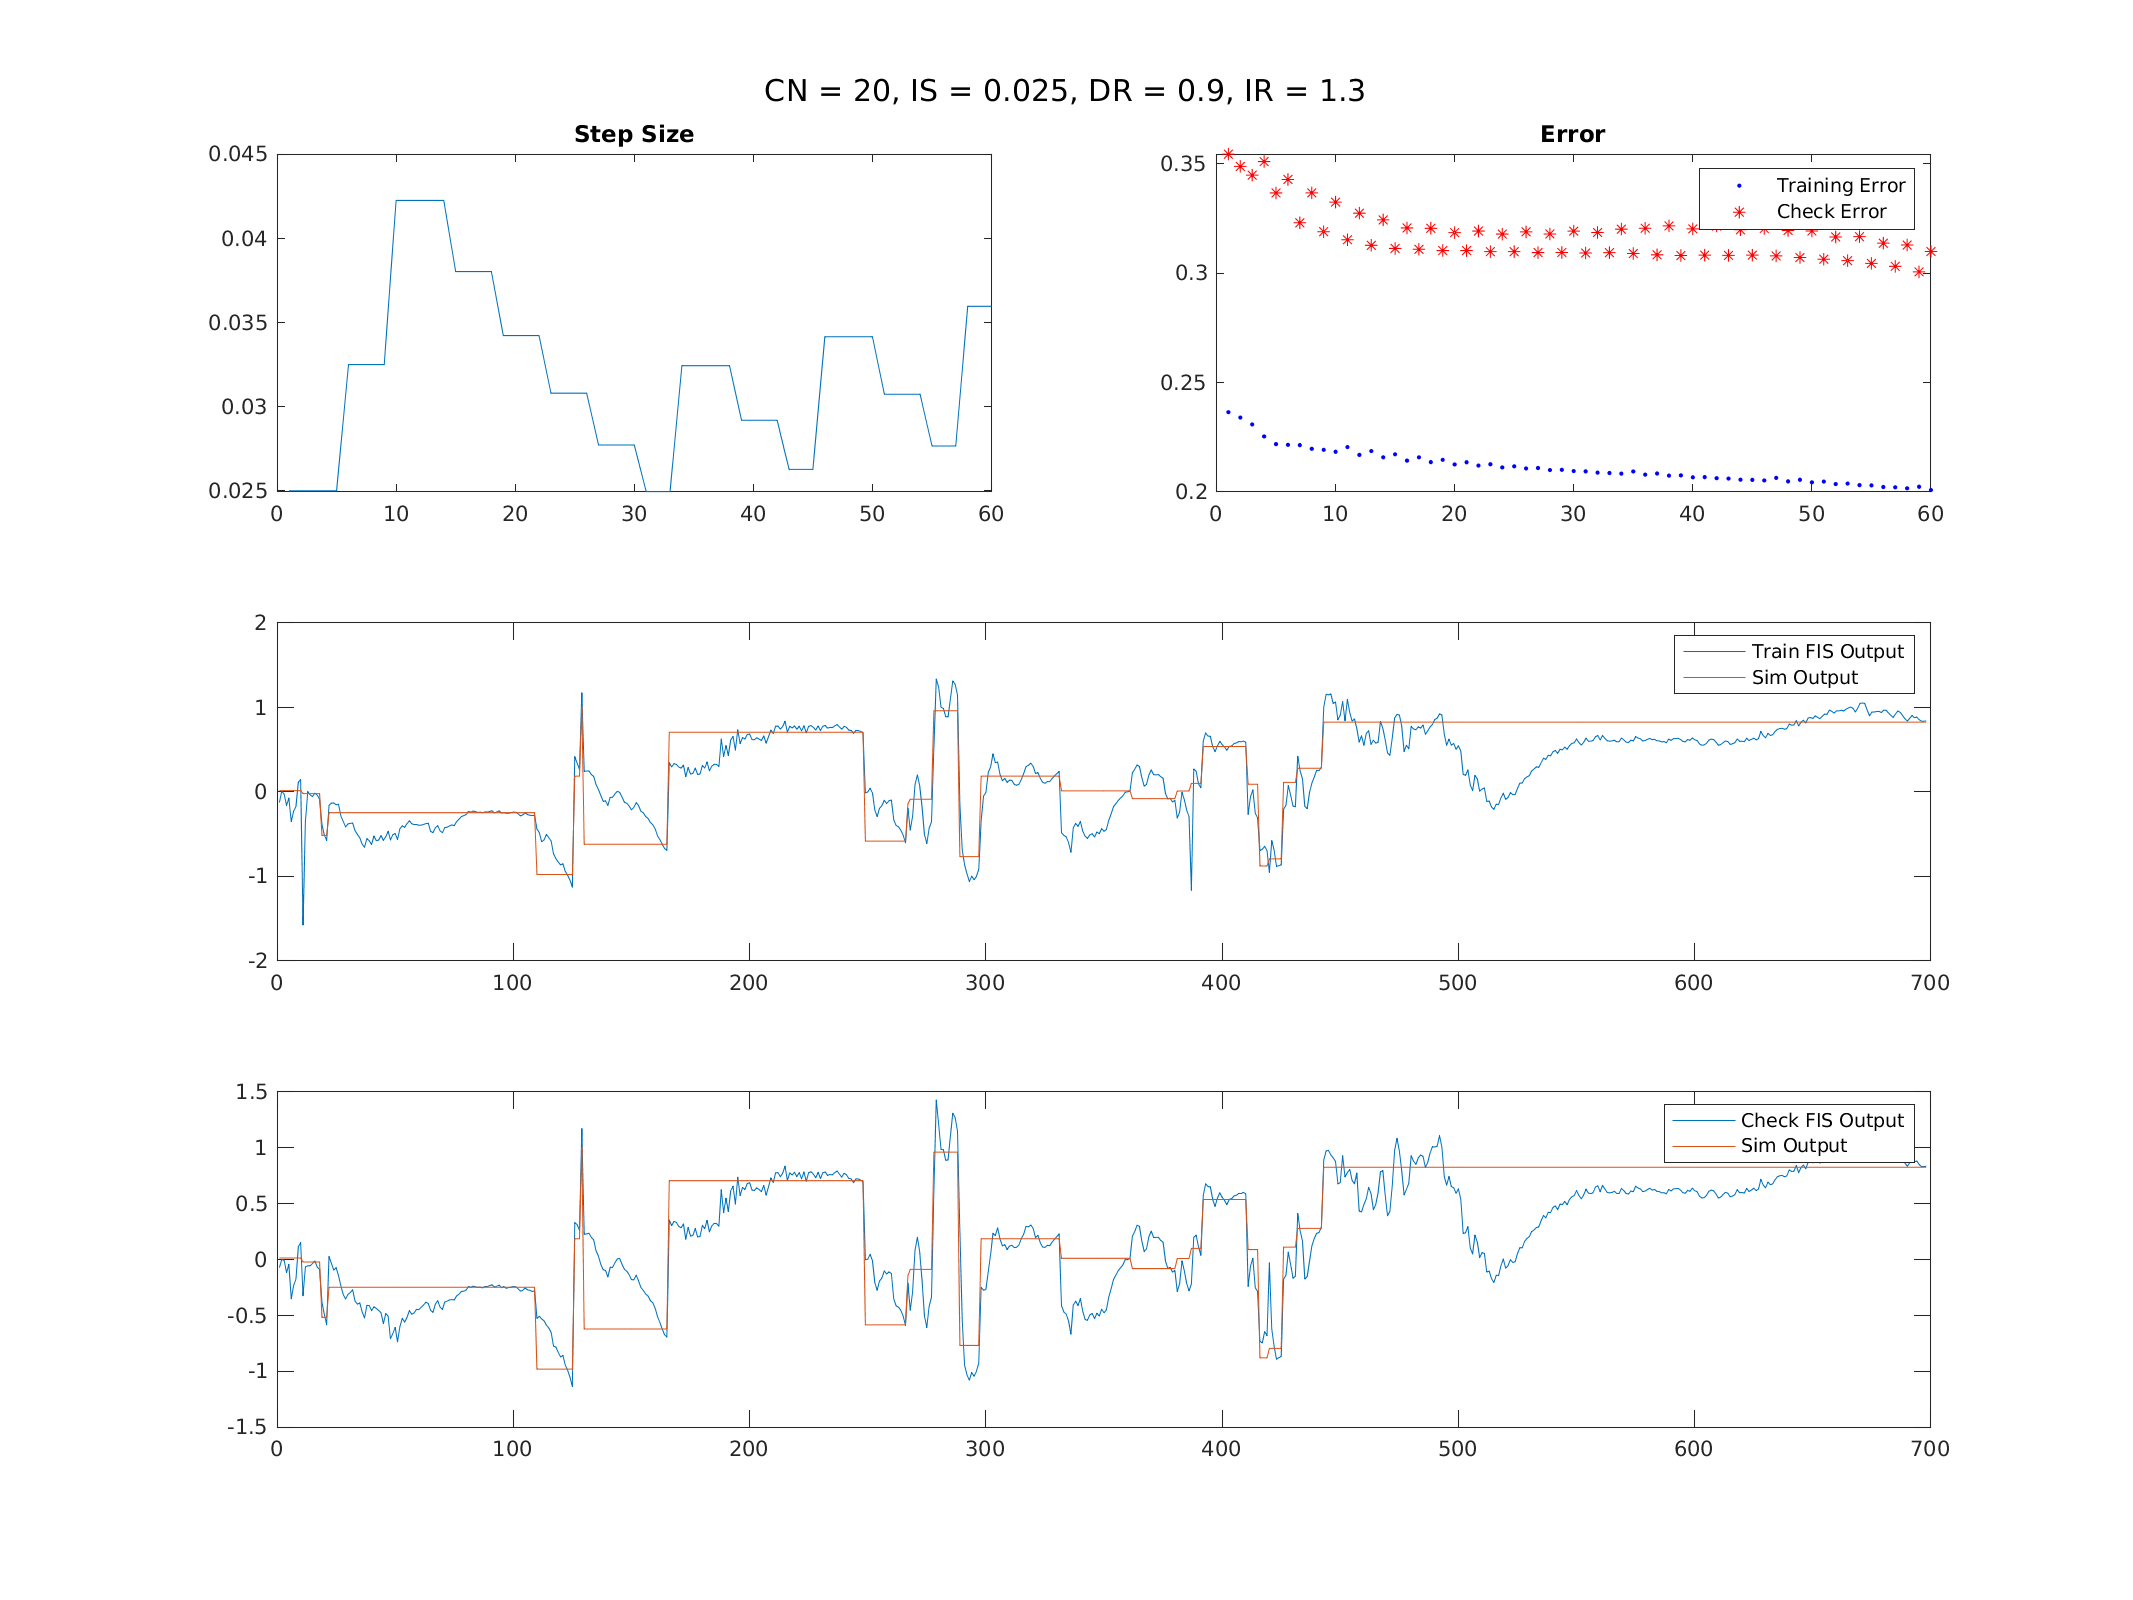 CN = 20, IS = 0.025, DR = 0.9, IR = 1.3
Step Size
0.045
0.04
0.035
0.03
0.025
0 10 20 30 40 50 60
Error
0.35
0.3
0.25
0.2
0 10 20 30 40 50 60
Training Error
Check Error
2
1
0
-1
-2
0 100 200 300 400 500 600 700
Train FIS Output
Sim Output
1.5
1
0.5
0
-0.5
-1
-1.5
0 100 200 300 400 500 600 700
Check FIS Output
Sim Output